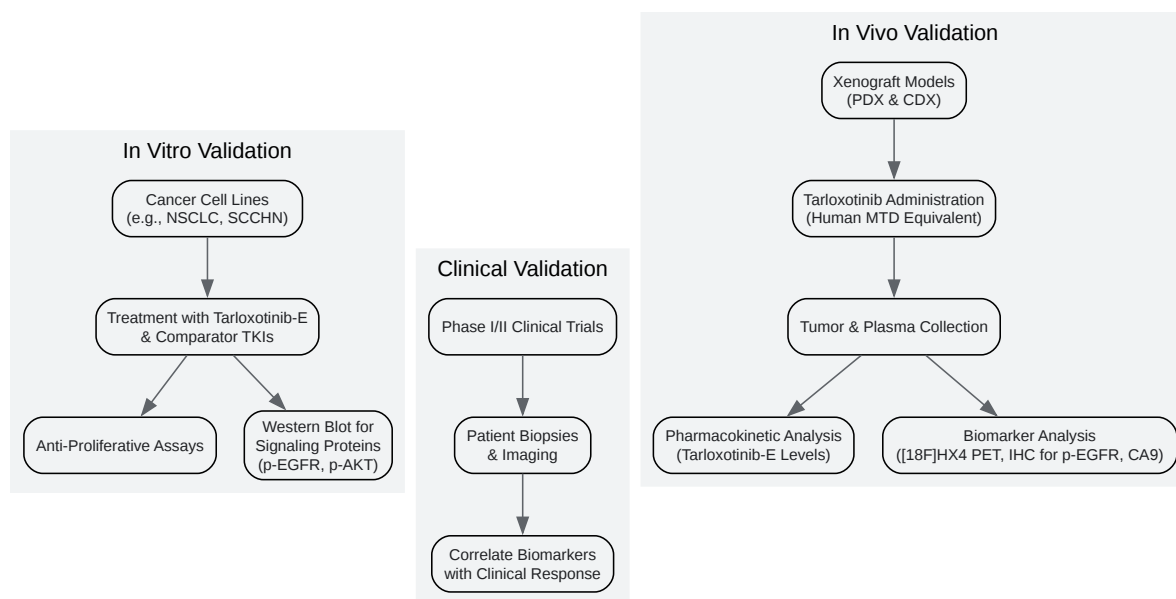 In Vitro Validation
Cancer Cell Lines
(e.g., NSCLC, SCCHN)
Treatment with Tarloxotinib-E
& Comparator TKIs
Anti-Proliferative Assays
Western Blot for
Signaling Proteins
(p-EGFR, p-AKT)
Clinical Validation
Phase I/II Clinical Trials
Patient Biopsies
& Imaging
Correlate Biomarkers
with Clinical Response
In Vivo Validation
Xenograft Models
(PDX & CDX)
Tarloxotinib Administration
(Human MTD Equivalent)
Tumor & Plasma Collection
Pharmacokinetic Analysis
(Tarloxotinib-E Levels)
Biomarker Analysis
([18F]HX4 PET, IHC for p-EGFR, CA9)